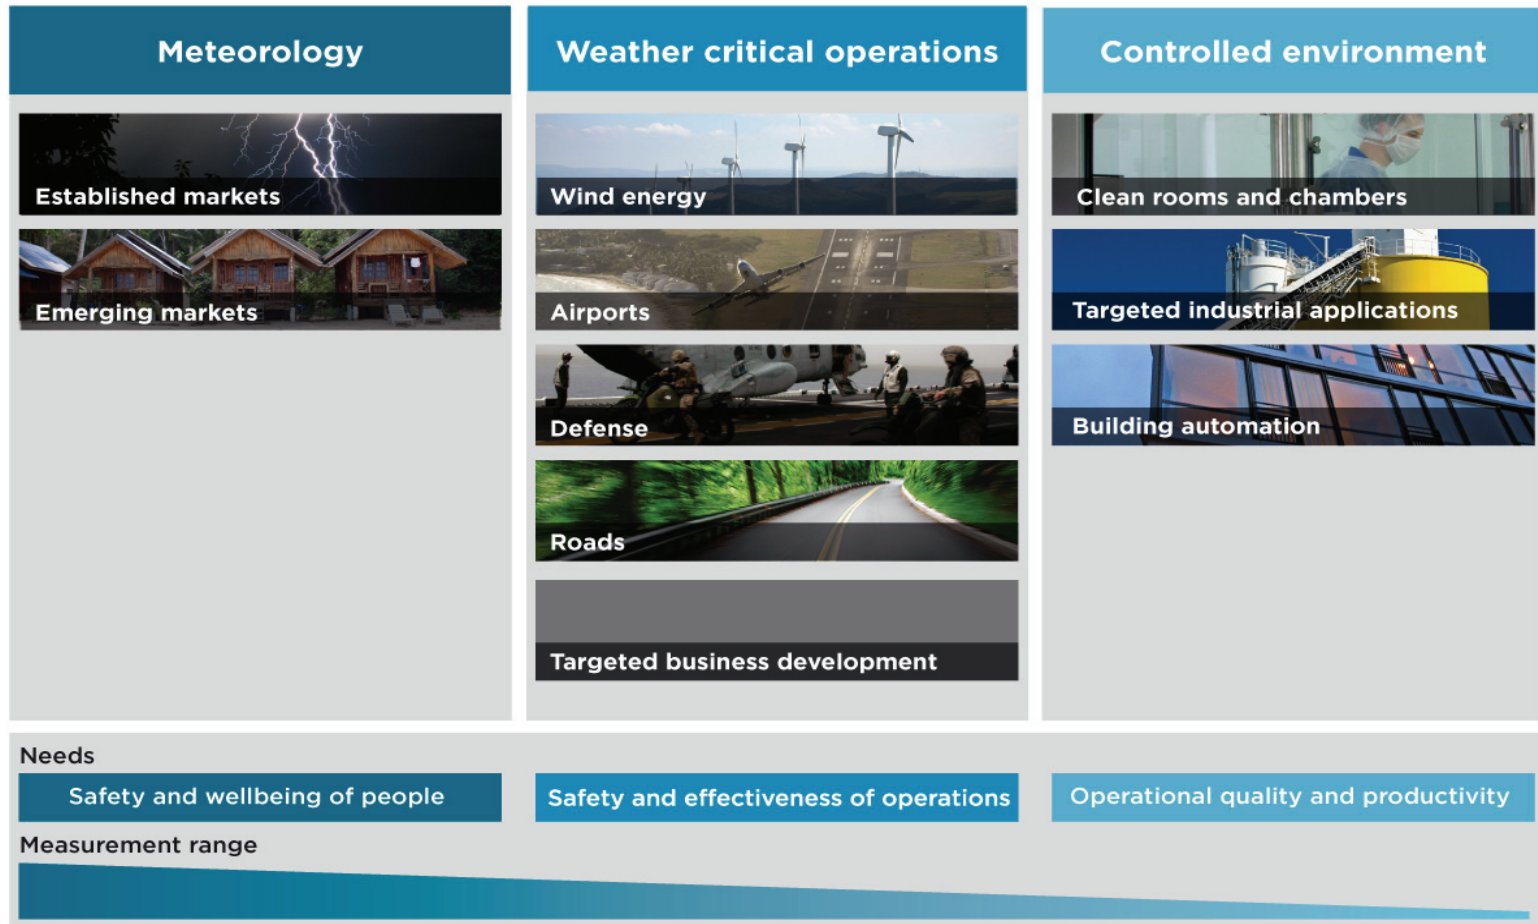 Meteorology
Established markets
Emerging markets
Weather critical operations
Wind energy
Airports
Defense
Roads
Targeted business development
Controlled environment
Clean rooms and chambers
Targeted industrial applications
Building automation
Needs
Safety and wellbeing of people
Safety and effectiveness of operations
Operational quality and productivity
Measurement range